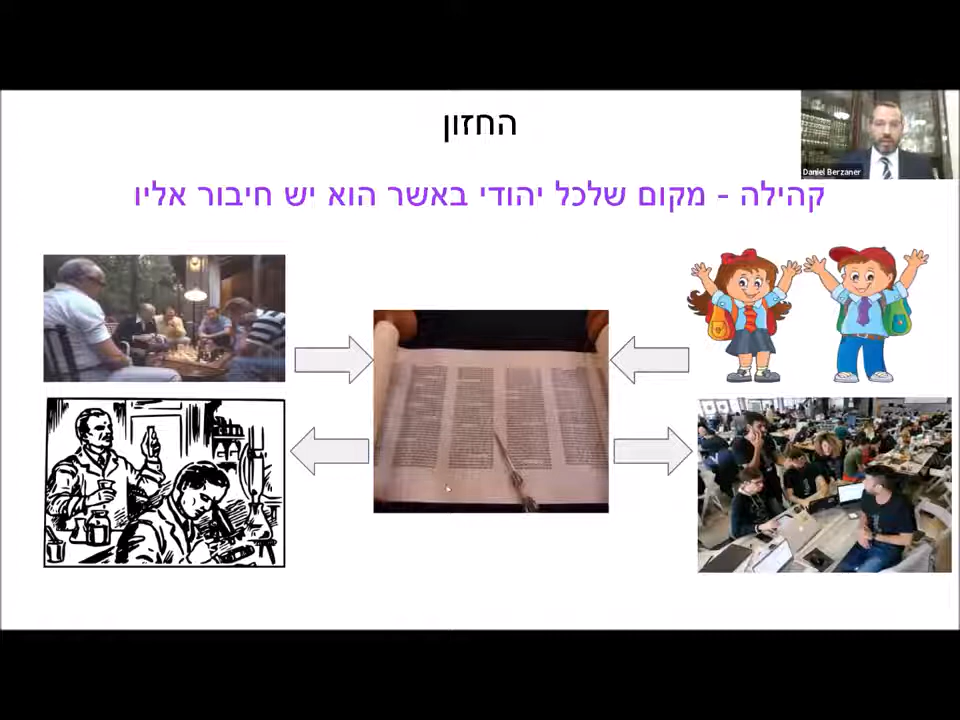 החזון
Daniel Berzaner
קהילה - מקום שלכל יהודי באשר הוא יש חיבור אליו